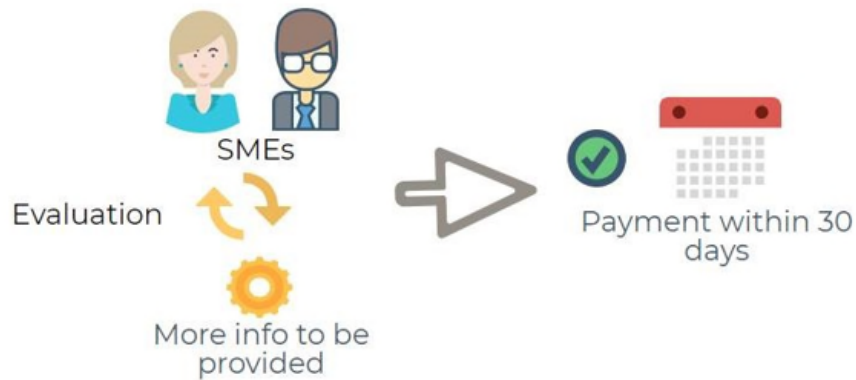 SMEs
Evaluation
More info to be
provided
Payment within 30
days